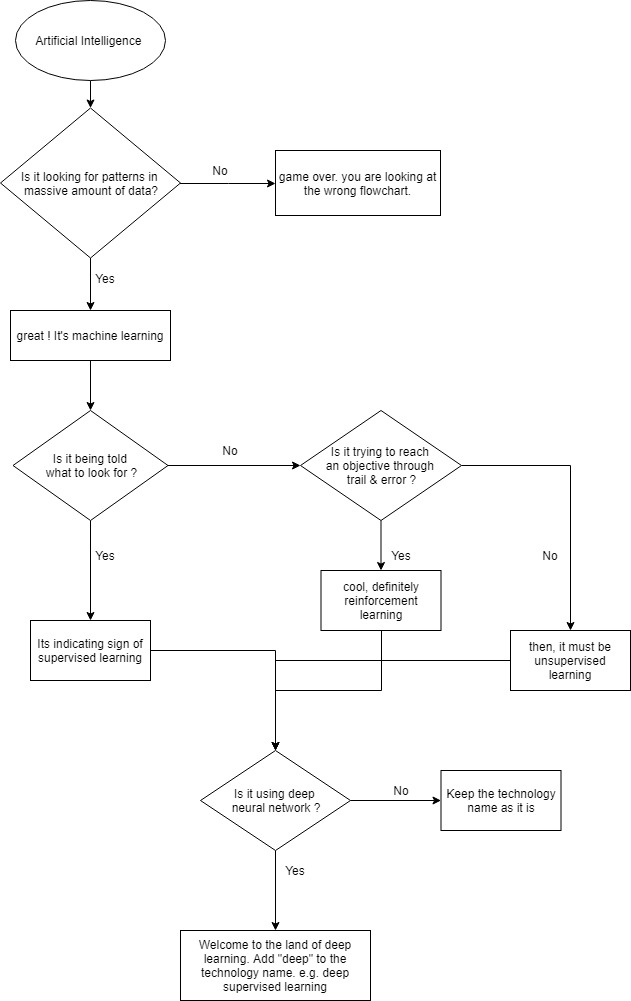 Artificial Intelligence
Is it looking for patterns in
massive amount of data?
No
game over. you are looking at
the wrong flowchart.
Yes
great ! It's machine learning
Is it being told
what to look for ?
No
Is it trying to reach
an objective through
trail & error ?
Yes
Yes
No
cool, definitely
reinforcement
learning
Its indicating sign of
supervised learning
then, it must be
unsupervised
learning
Is it using deep
neural network ?
No
Keep the technology
name as it is
Yes
Welcome to the land of deep
learning. Add "deep" to the
technology name. e.g. deep
supervised learning